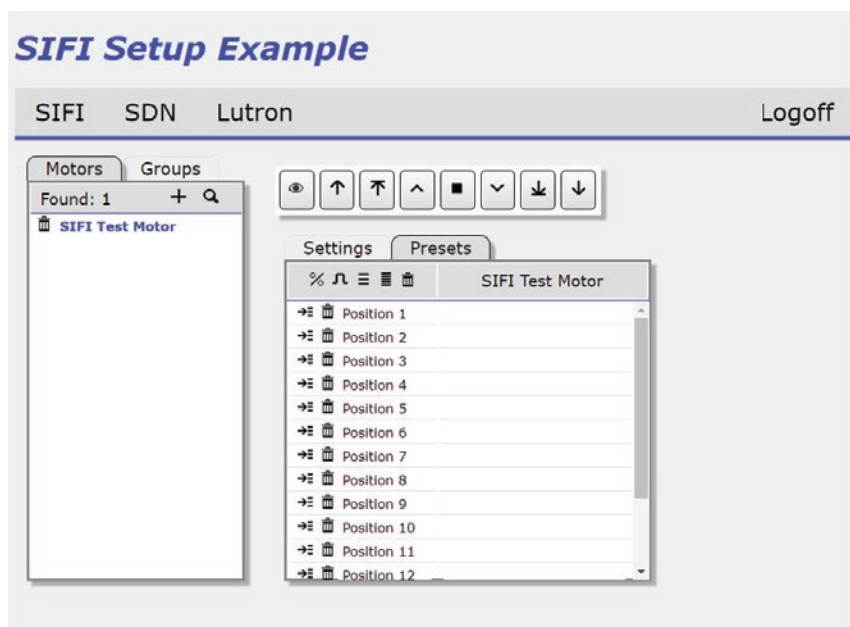 SIFI Setup Example
SIFI SDN Lutron Logoff
Motors Groups
Found: 1
SIFI Test Motor
Settings Presets
% SIFI Test Motor
Position 1
Position 2
Position 3
Position 4
Position 5
Position 6
Position 7
Position 8
Position 9
Position 10
Position 11
Position 12